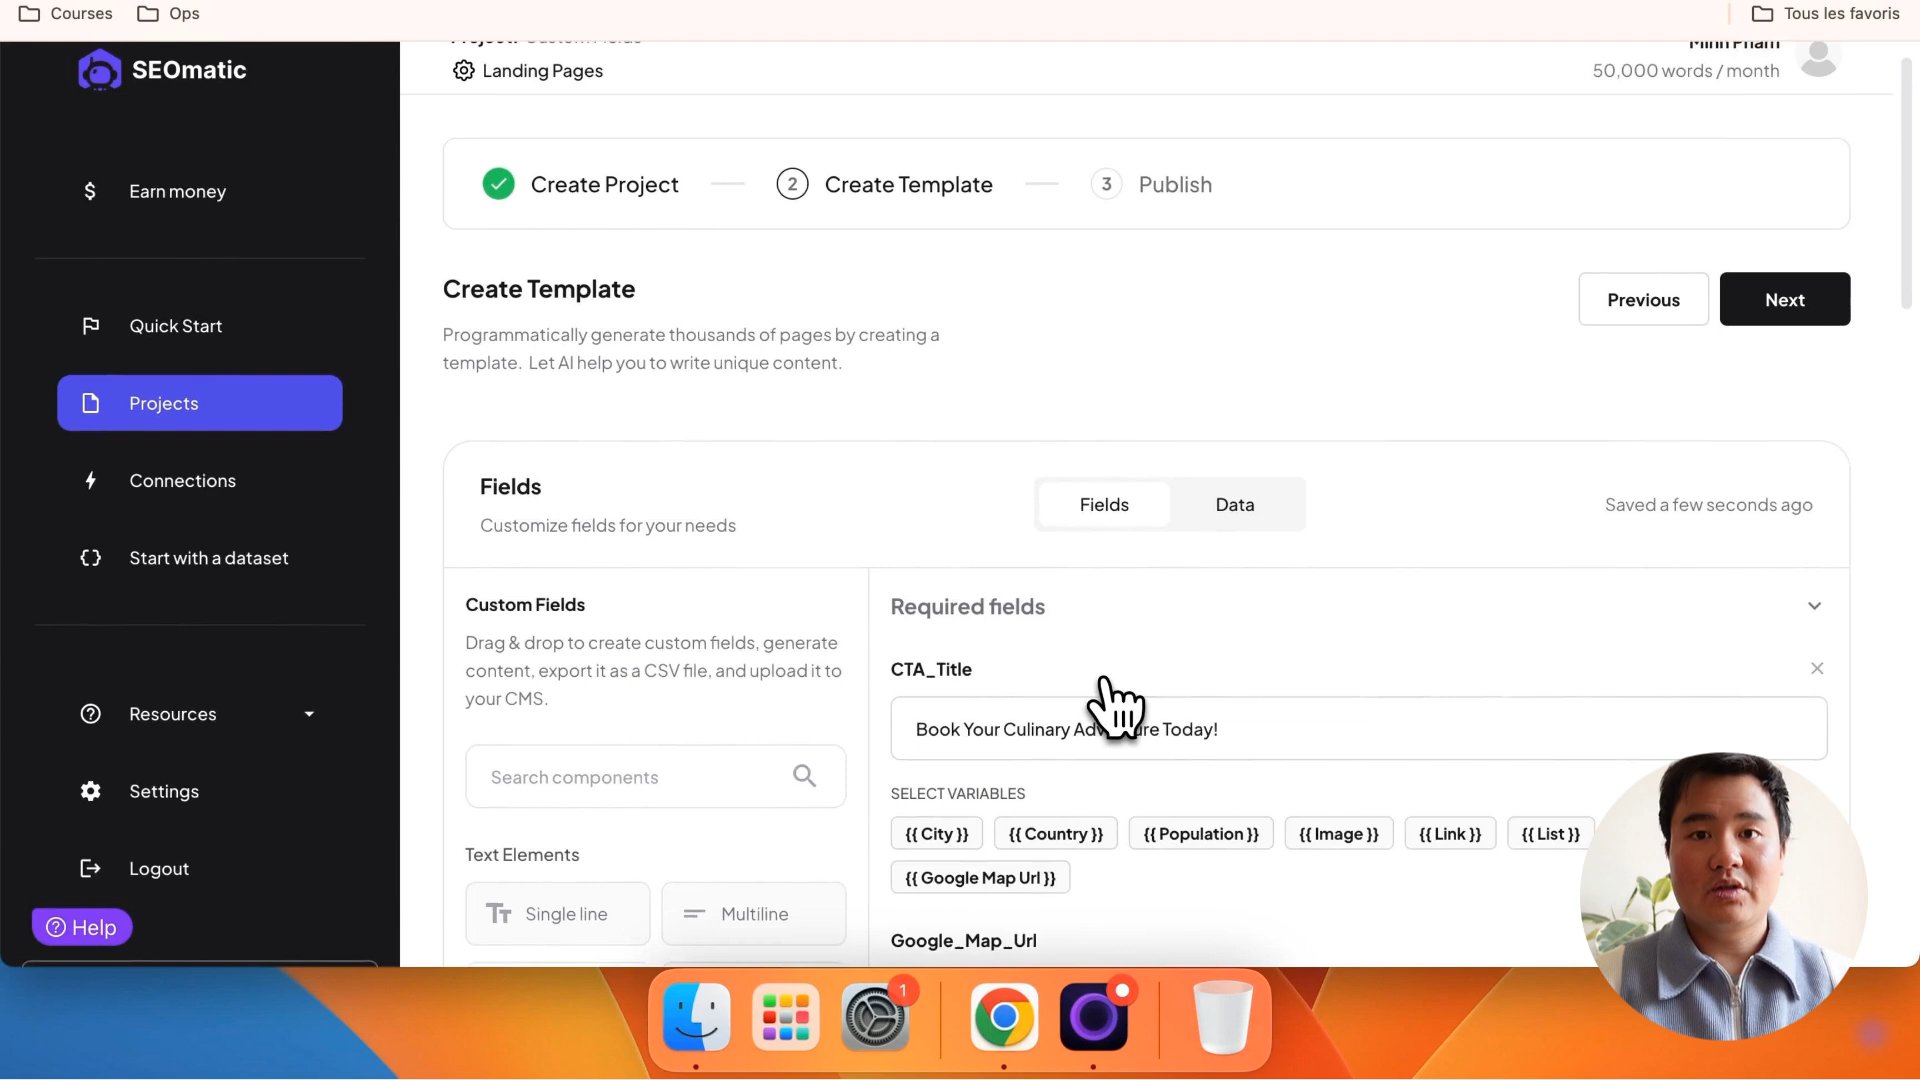 Courses
Ops
Tous les favoris
SEOmatic
Landing Pages
Minh Pham
50,000 words / month
Earn money
Quick Start
Projects
Connections
Start with a dataset
Resources
Settings
Logout
Help
Create Project
2
Create Template
3
Publish
Create Template
Programmatically generate thousands of pages by creating a
template. Let AI help you to write unique content.
Previous
Next
Fields
Customize fields for your needs
Fields
Data
Saved a few seconds ago
Custom Fields
Drag & drop to create custom fields, generate
content, export it as a CSV file, and upload it to
your CMS.
Search components
Text Elements
Tт Single line
Multiline
Required fields
CTA_Title
Book Your Culinary Adventure Today!
SELECT VARIABLES
{{ City }}
{{ Country }}
{{ Population }}
{{ Image }}
{{ Link }}
{{ List }}
{{ Google Map Url }}
Google_Map_Url
1